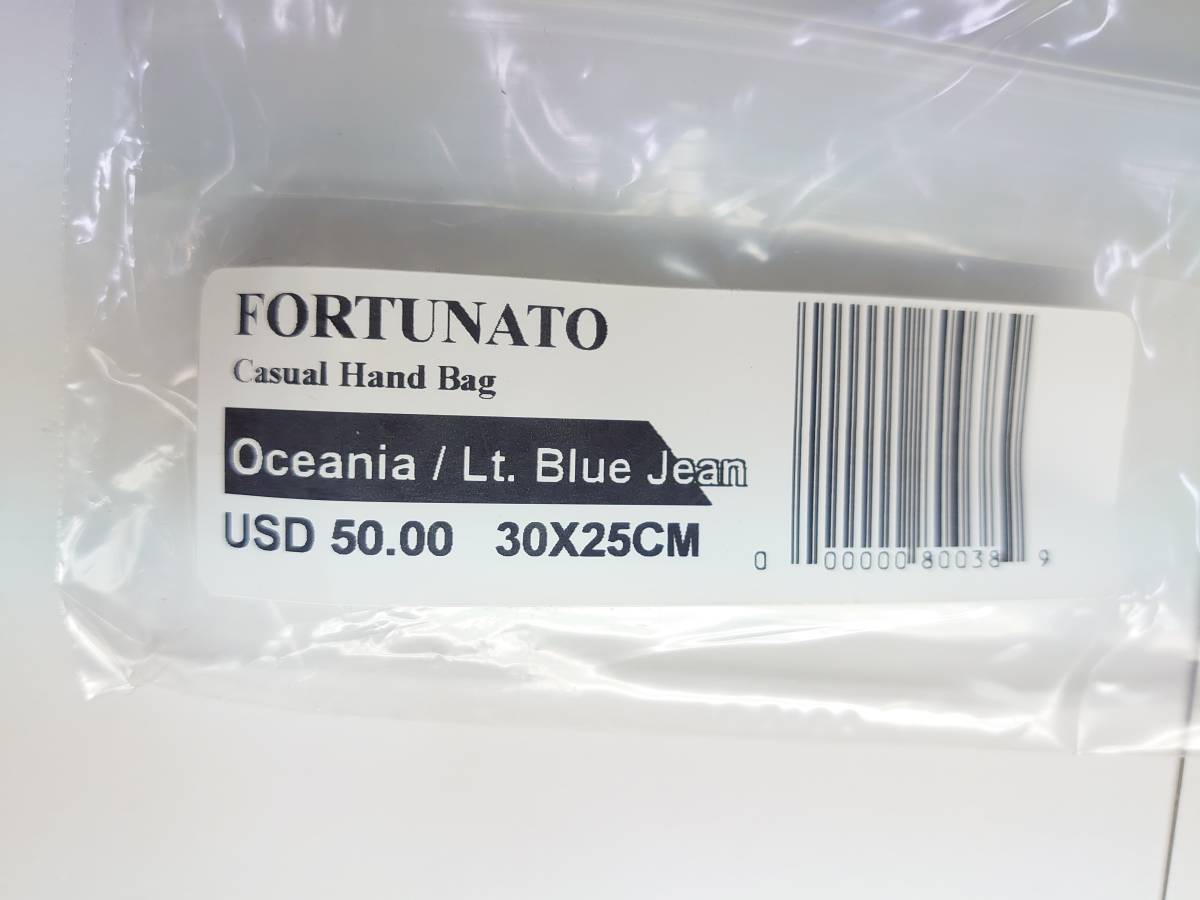 FORTUNATO
Casual Hand Bag
Oceania / Lt. Blue Jean
USD 50.00 30X25CM
0 00000 80038 9